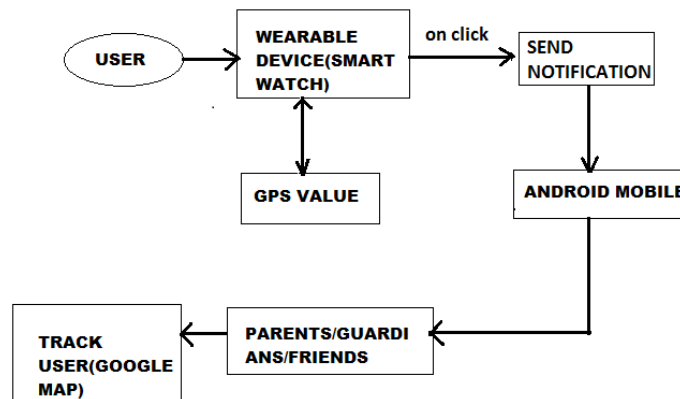 USER
WEARABLE
DEVICE(SMART
WATCH)
on click
SEND
NOTIFICATION
GPS VALUE
ANDROID MOBILE
PARENTS/GUARDI
ANS/FRIENDS
TRACK
USER(GOOGLE
MAP)